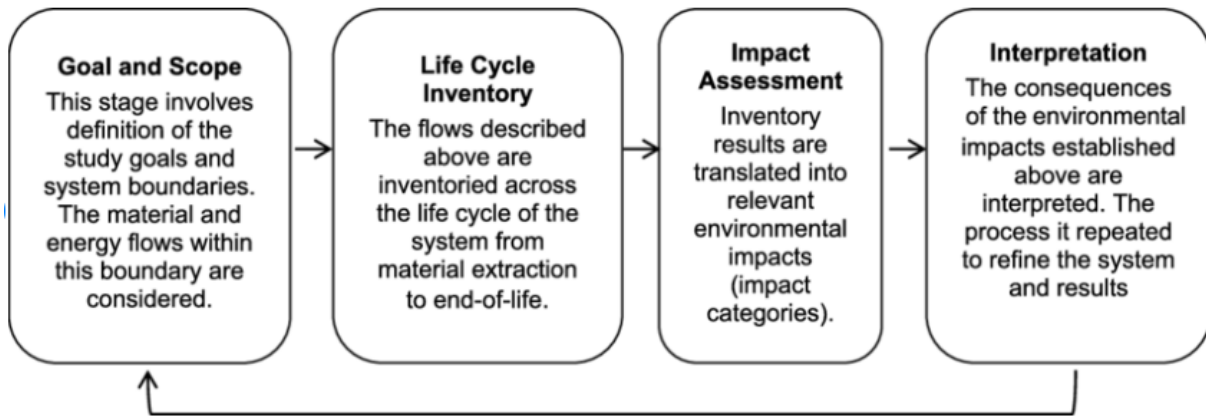 Goal and Scope
This stage involves
definition of the
study goals and
system boundaries.
The material and
energy flows within
this boundary are
considered.
Life Cycle
Inventory
The flows described
above are
inventoried across
the life cycle of the
system from
material extraction
to end-of-life.
Impact
Assessment
Inventory
results are
translated into
relevant
environmental
impacts
(impact
categories).
Interpretation
The consequences
of the environmental
impacts established
above are
interpreted. The
process it repeated
to refine the system
and results